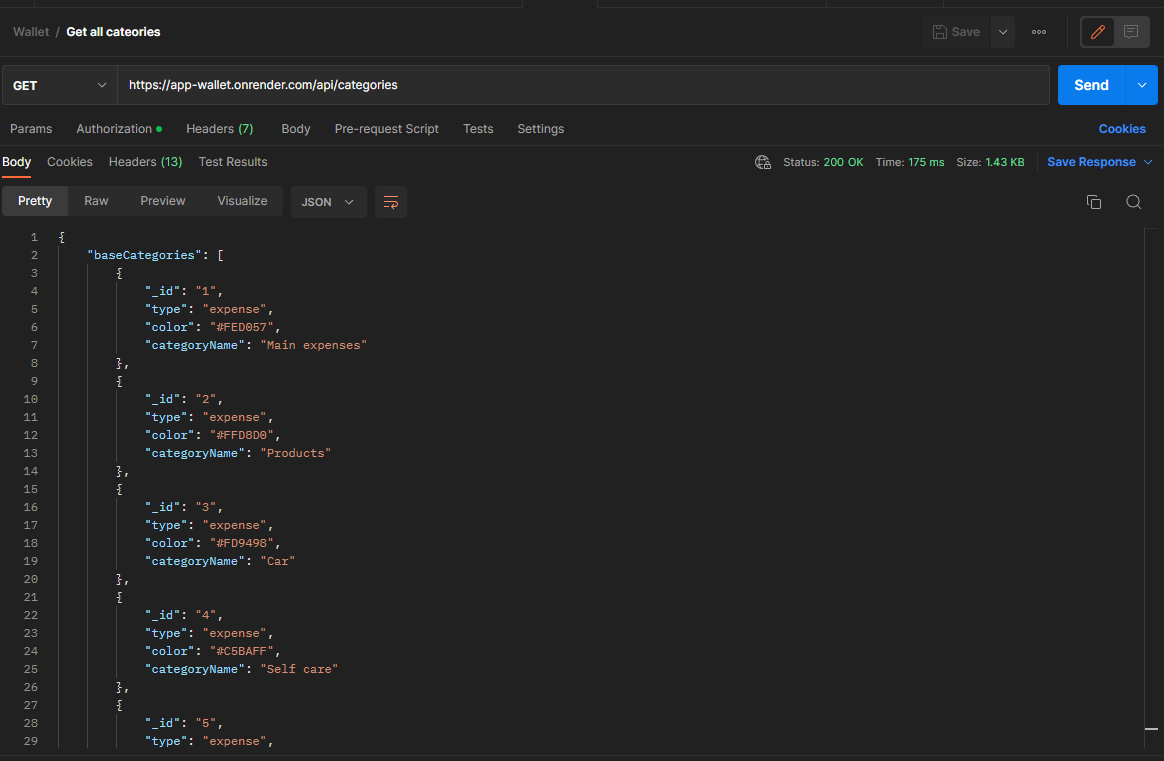 Wallet / Get all cateories
Save
GET https://app-wallet.onrender.com/api/categories Send
Params Authorization Headers (7) Body Pre-request Script Tests Settings Cookies
Body Cookies Headers (13) Test Results Status: 200 OK Time: 175 ms Size: 1.43 KB Save Response
Pretty Raw Preview Visualize JSON
1 {
2 "baseCategories": [
3 {
4 "_id": "1",
5 "type": "expense",
6 "color": "#FED057",
7 "categoryName": "Main expenses"
8 },
9 {
10 "_id": "2",
11 "type": "expense",
12 "color": "#FFD8D0",
13 "categoryName": "Products"
14 },
15 {
16 "_id": "3",
17 "type": "expense",
18 "color": "#FD9498",
19 "categoryName": "Car"
20 },
21 {
22 "_id": "4",
23 "type": "expense",
24 "color": "#C5BAFF",
25 "categoryName": "Self care"
26 },
27 {
28 "_id": "5",
29 "type": "expense",